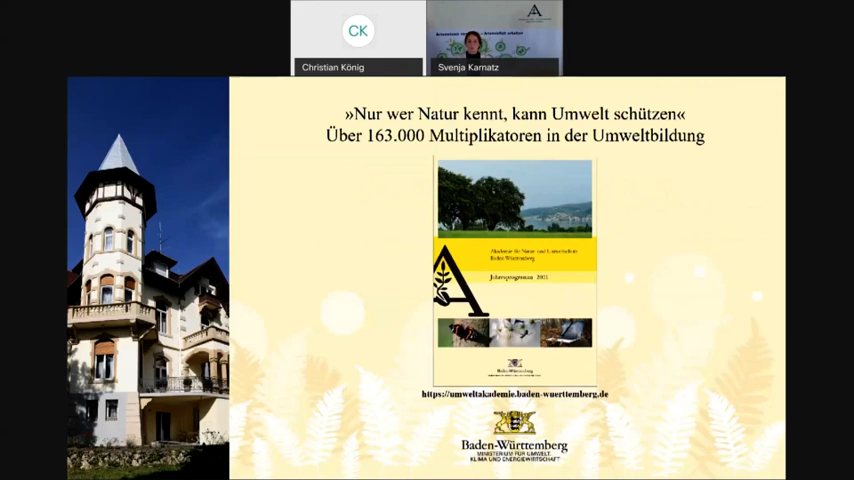 CK
Christian König
Svenja Karnatz
»Nur wer Natur kennt, kann Umwelt schützen«
Über 163.000 Multiplikatoren in der Umweltbildung
Akademie für Natur- und Umweltschutz
Baden-Württemberg
Jahresprogramm 2021
Baden-Württemberg
https://umweltakademie.baden-wuerttemberg.de
Baden-Württemberg
MINISTERIUM FÜR UMWELT,
KLIMA UND ENERGIEWIRTSCHAFT